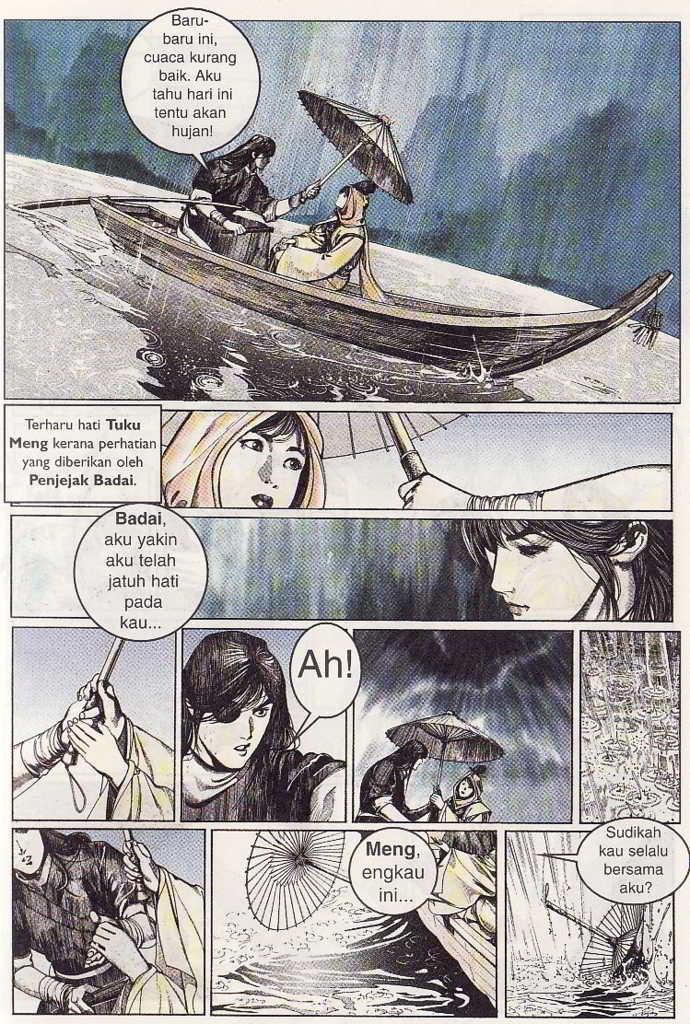 Baru-
baru ini,
cuaca kurang
baik. Aku
tahu hari ini
tentu akan
hujan!
Terharu hati Tuku
Meng kerana perhatian
yang diberikan oleh
Penjejak Badai.
Badai,
aku yakin
aku telah
jatuh hati
pada
kau...
Ah!
Meng,
engkau
ini...
Sudikah
kau selalu
bersama
aku?